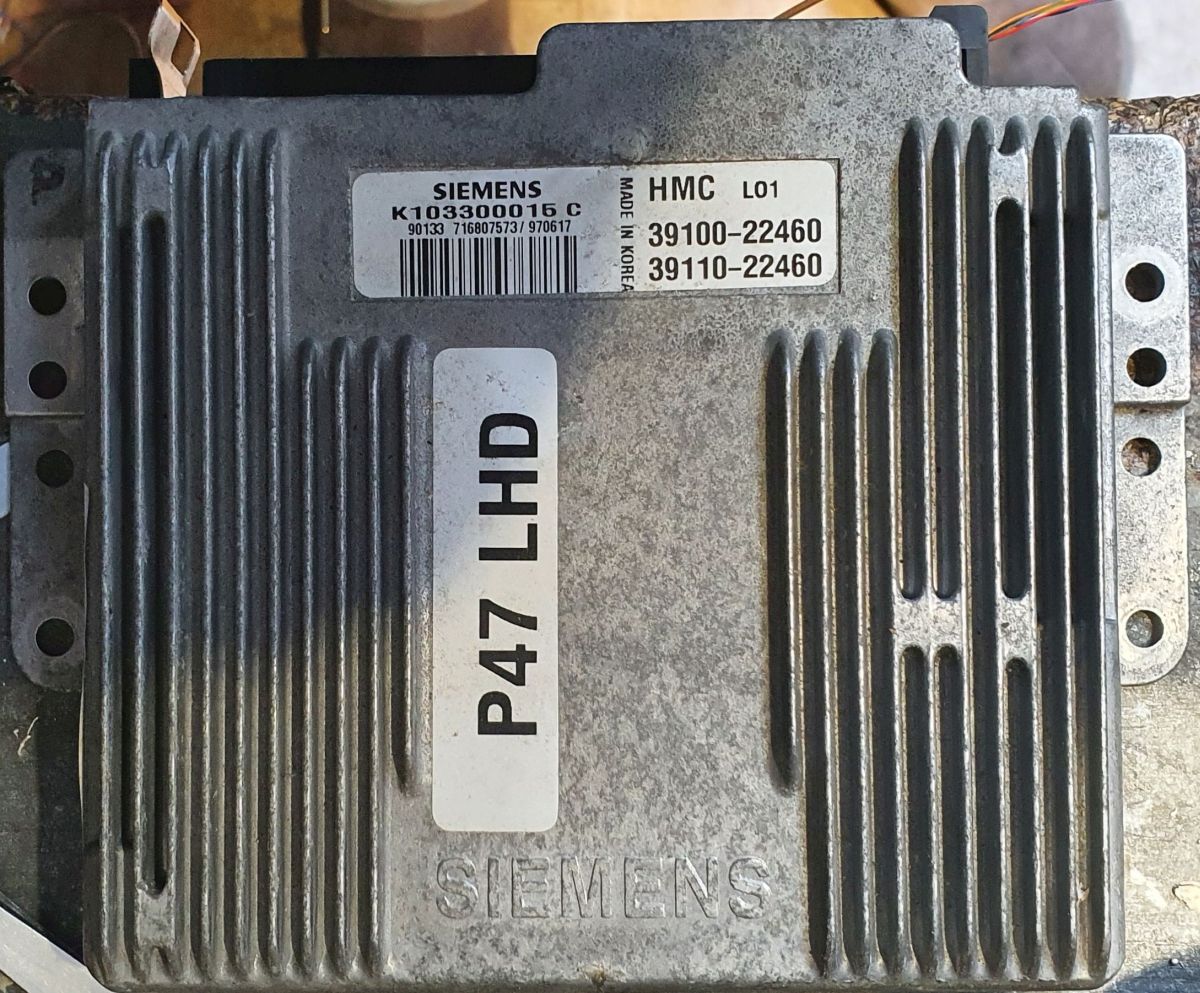 SIEMENS
K103300015 C
90133 716807573/ 970617
MADE IN KOREA
HMC L01
39100-22460
39110-22460
P47 LHD
SIEMENS